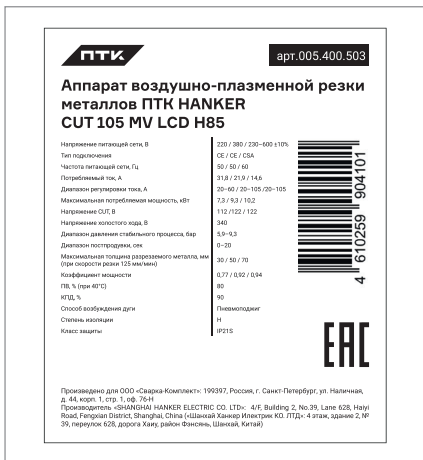 ПТК
арт.005.400.503
Аппарат воздушно-плазменной резки
металлов ПТК HANKER
CUT 105 MV LCD H85
Напряжение питающей сети, В 220 / 380 / 230–600 ±10%
Тип подключения CE / CE / CSA
Частота питающей сети, Гц 50 / 50 / 60
Потребляемый ток, А 31,8 / 21,9 / 14,6
Диапазон регулировки тока, А 20–60 / 20–105 /20–105
Максимальная потребляемая мощность, кВт 7,3 / 9,3 / 10,2
Напряжение CUT, В 112 /122 / 122
Напряжение холостого хода, В 340
Диапазон давления стабильного процесса, бар 5,9–9,3
Диапазон постпродувки, сек 0–20
Максимальная толщина разрезаемого металла, мм
(при скорости резки 125 мм/мин) 30 / 50 / 70
Коэффициент мощности 0,77 / 0,92 / 0,94
ПВ, % (при 40°С) 80
КПД, % 90
Способ возбуждения дуги Пневмоподжиг
Степень изоляции H
Класс защиты IP21S
4 610259 904101
EAC
Произведено для ООО «Сварка-Комплект»: 199397, Россия, г. Санкт-Петербург, ул. Наличная,
д. 44, корп. 1, стр. 1, оф. 76-Н
Производитель «SHANGHAI HANKER ELECTRIC CO. LTD»: 4/F, Building 2, No.39, Lane 628, Haiyi
Road, Fengxian District, Shanghai, China («Шанхай Ханкер Илектрик КО. ЛТД»: 4 этаж, здание 2, №
39, переулок 628, дорога Хаиу, район Фэнсянь, Шанхай, Китай)